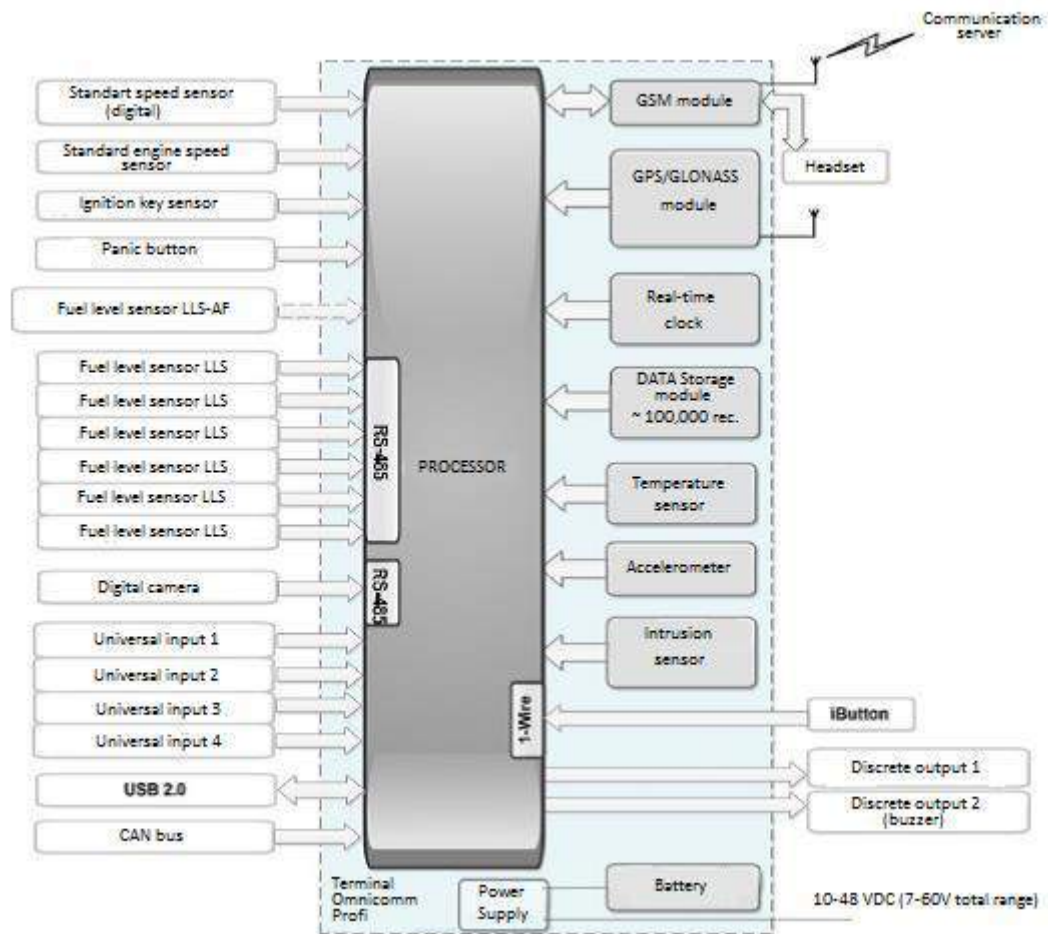 Communication
server
Standart speed sensor
(digital)
GSM module
Standard engine speed
sensor
Headset
GPS/GLONASS
module
Ignition key sensor
Panic button
Fuel level sensor LLS-AF
Real-time
clock
Fuel level sensor LLS
Fuel level sensor LLS
Fuel level sensor LLS
Fuel level sensor LLS
Fuel level sensor LLS
Fuel level sensor LLS
RS-485
PROCESSOR
DATA Storage
module
~ 100,000 rec.
Temperature
sensor
Digital camera
RS-485
Accelerometer
Universal input 1
Universal input 2
Universal input 3
Universal input 4
Intrusion
sensor
1-Wire
iButton
USB 2.0
Discrete output 1
Discrete output 2
(buzzer)
CAN bus
Terminal
Omnicomm
Profi
Power
Supply
Battery
10-48 VDC (7-60V total range)